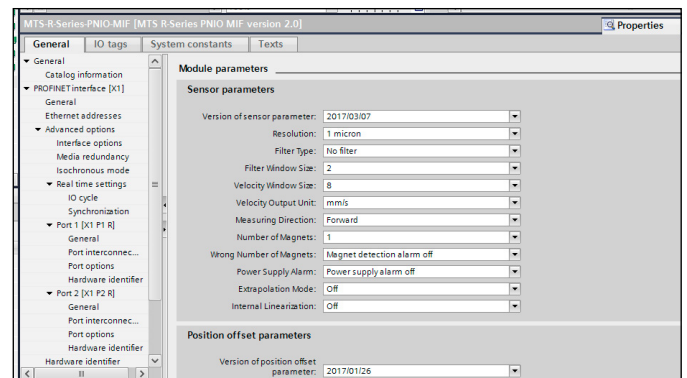 MTS-R-Series-PNIO-MIF [MTS R-Series PNIO MIF version 2.0]
Properties
General IO tags System constants Texts
General
Catalog information
PROFINET interface [X1]
General
Ethernet addresses
Advanced options
Interface options
Media redundancy
Isochronous mode
Real time settings
IO cycle
Synchronization
Port 1 [X1 P1 R]
General
Port interconnec...
Port options
Hardware identifier
Port 2 [X1 P2 R]
General
Port interconnec...
Port options
Hardware identifier
Hardware identifier
Module parameters
Sensor parameters
Version of sensor parameter: 2017/03/07
Resolution: 1 micron
Filter Type: No filter
Filter Window Size: 2
Velocity Window Size: 8
Velocity Output Unit: mm/s
Measuring Direction: Forward
Number of Magnets: 1
Wrong Number of Magnets: Magnet detection alarm off
Power Supply Alarm: Power supply alarm off
Extrapolation Mode: Off
Internal Linearization: Off
Position offset parameters
Version of position offset
parameter: 2017/01/26